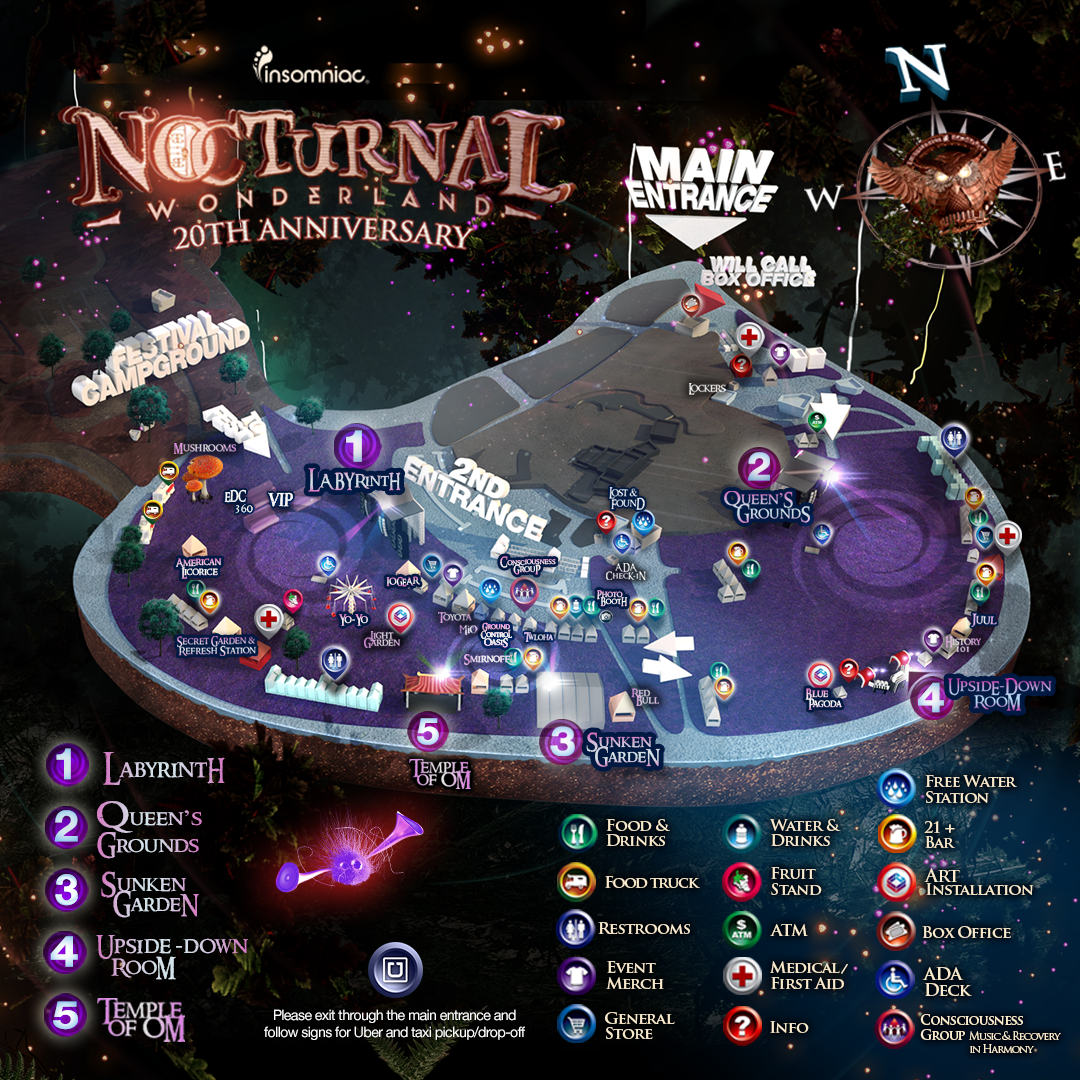 insomniac
NOCTURNAL
WONDERLAND
20TH ANNIVERSARY
N
W
E
MAIN
ENTRANCE
WILL CALL
BOX OFFICE
FESTIVAL
CAMPGROUND
LOCKERS
ATM
MUSHROOMS
EDC
360
VIP
1
LABYRINTH
2ND
ENTRANCE
2
QUEEN'S
GROUNDS
LOST &
FOUND
ADA
CHECK-IN
AMERICAN
LICORICE
CONSCIOUSNESS
GROUP
IOGEAR
YO-YO
LIGHT
GARDEN
TOYOTA
MIO
GROUND
CONTROL
OASIS
TWLOHA
PHOTO
BOOTH
SECRET GARDEN &
REFRESH STATION
SMIRNOFF
JUUL
HISTORY
101
RED
BULL
BLUE
PAGODA
4
UPSIDE-DOWN
ROOM
5
TEMPLE
OF OM
3
SUNKEN
GARDEN
1 LABYRINTH
2 QUEEN'S
GROUNDS
3 SUNKEN
GARDEN
4 UPSIDE-DOWN
ROOM
5 TEMPLE
OF OM
Please exit through the main entrance and
follow signs for Uber and taxi pickup/drop-off
FOOD &
DRINKS
FOOD TRUCK
RESTROOMS
EVENT
MERCH
GENERAL
STORE
WATER &
DRINKS
FRUIT
STAND
$
ATM
ATM
MEDICAL/
FIRST AID
? INFO
FREE WATER
STATION
21 +
BAR
ART
INSTALLATION
BOX OFFICE
ADA
DECK
CONSCIOUSNESS
GROUP MUSIC & RECOVERY
IN HARMONY